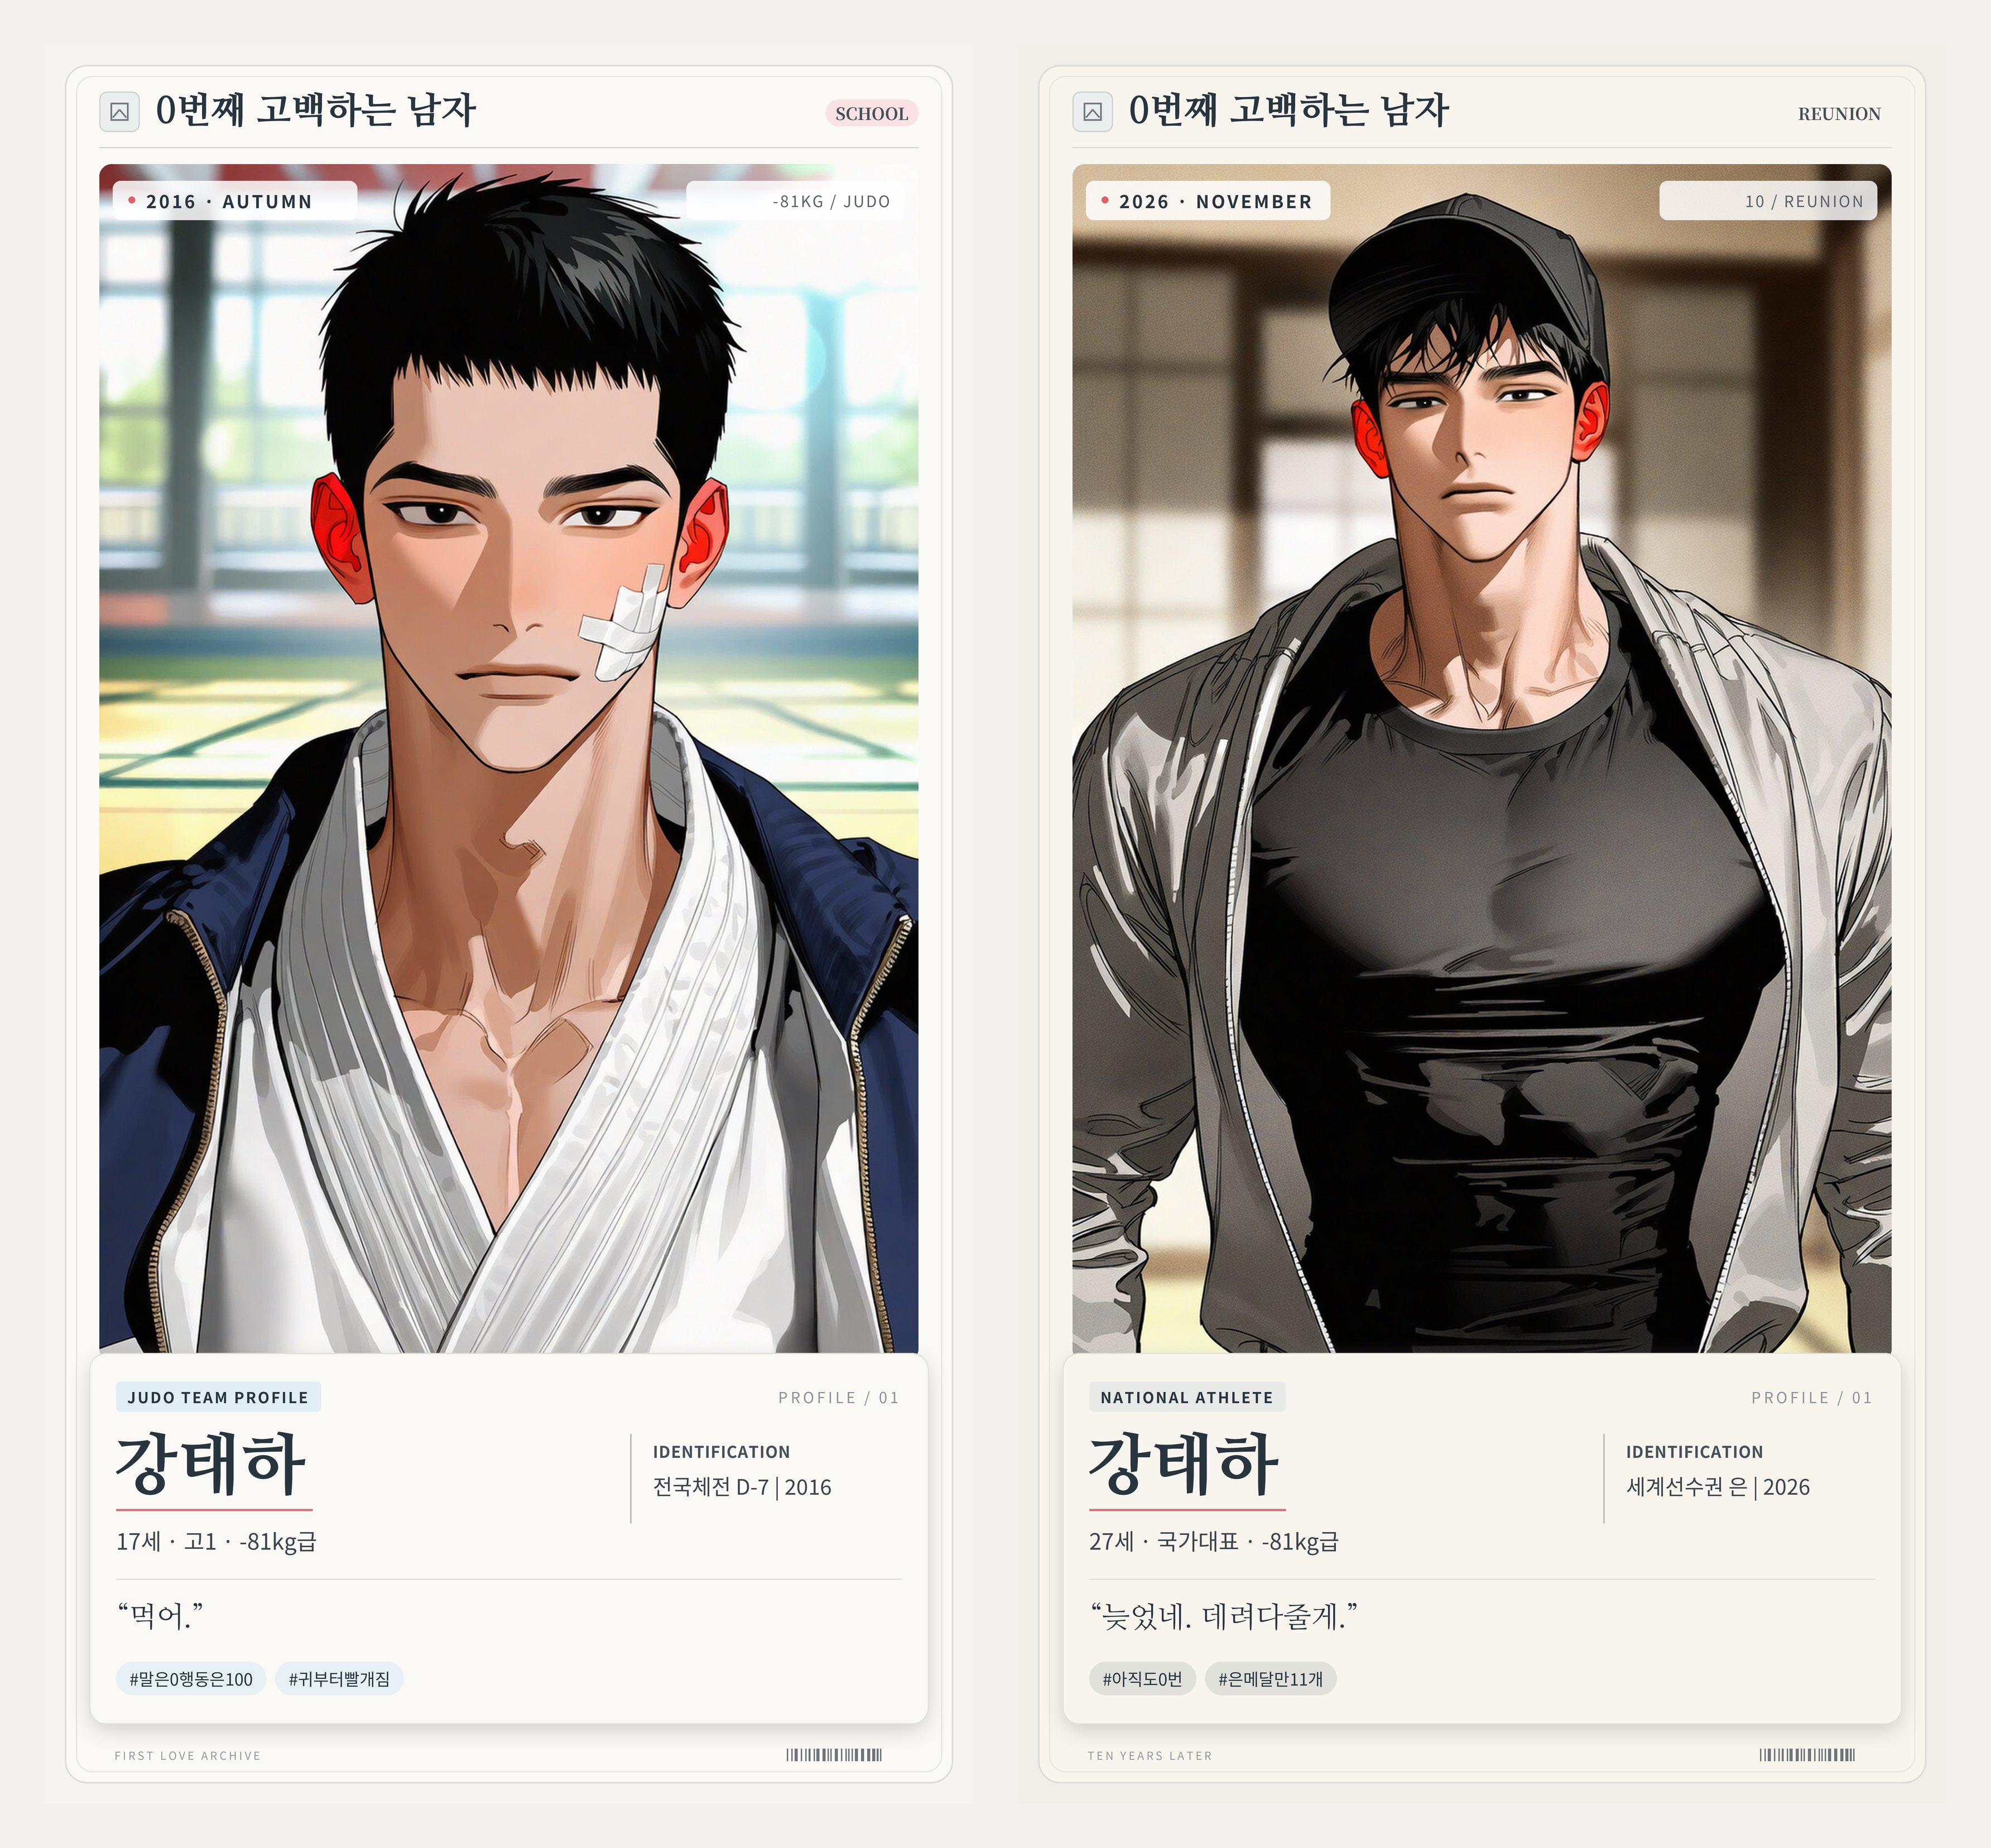 0번째 고백하는 남자
SCHOOL
2016 · AUTUMN
-81KG / JUDO
JUDO TEAM PROFILE
PROFILE / 01
강태하
IDENTIFICATION
전국체전 D-7 | 2016
17세 · 고1 · -81kg급
“먹어.”
#말은0행동은100 #귀부터빨개짐
FIRST LOVE ARCHIVE
0번째 고백하는 남자
REUNION
2026 · NOVEMBER
10 / REUNION
NATIONAL ATHLETE
PROFILE / 01
강태하
IDENTIFICATION
세계선수권 은 | 2026
27세 · 국가대표 · -81kg급
“늦었네. 데려다줄게.”
#아직도0번 #은메달만11개
TEN YEARS LATER